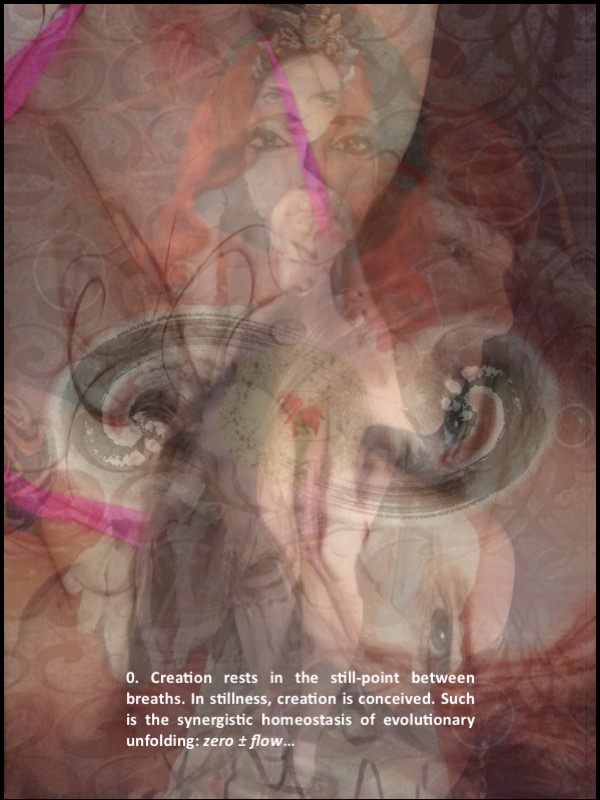 0. Creation rests in the still-point between
breaths. In stillness, creation is conceived. Such
is the synergistic homeostasis of evolutionary
unfolding: zero ± flow...